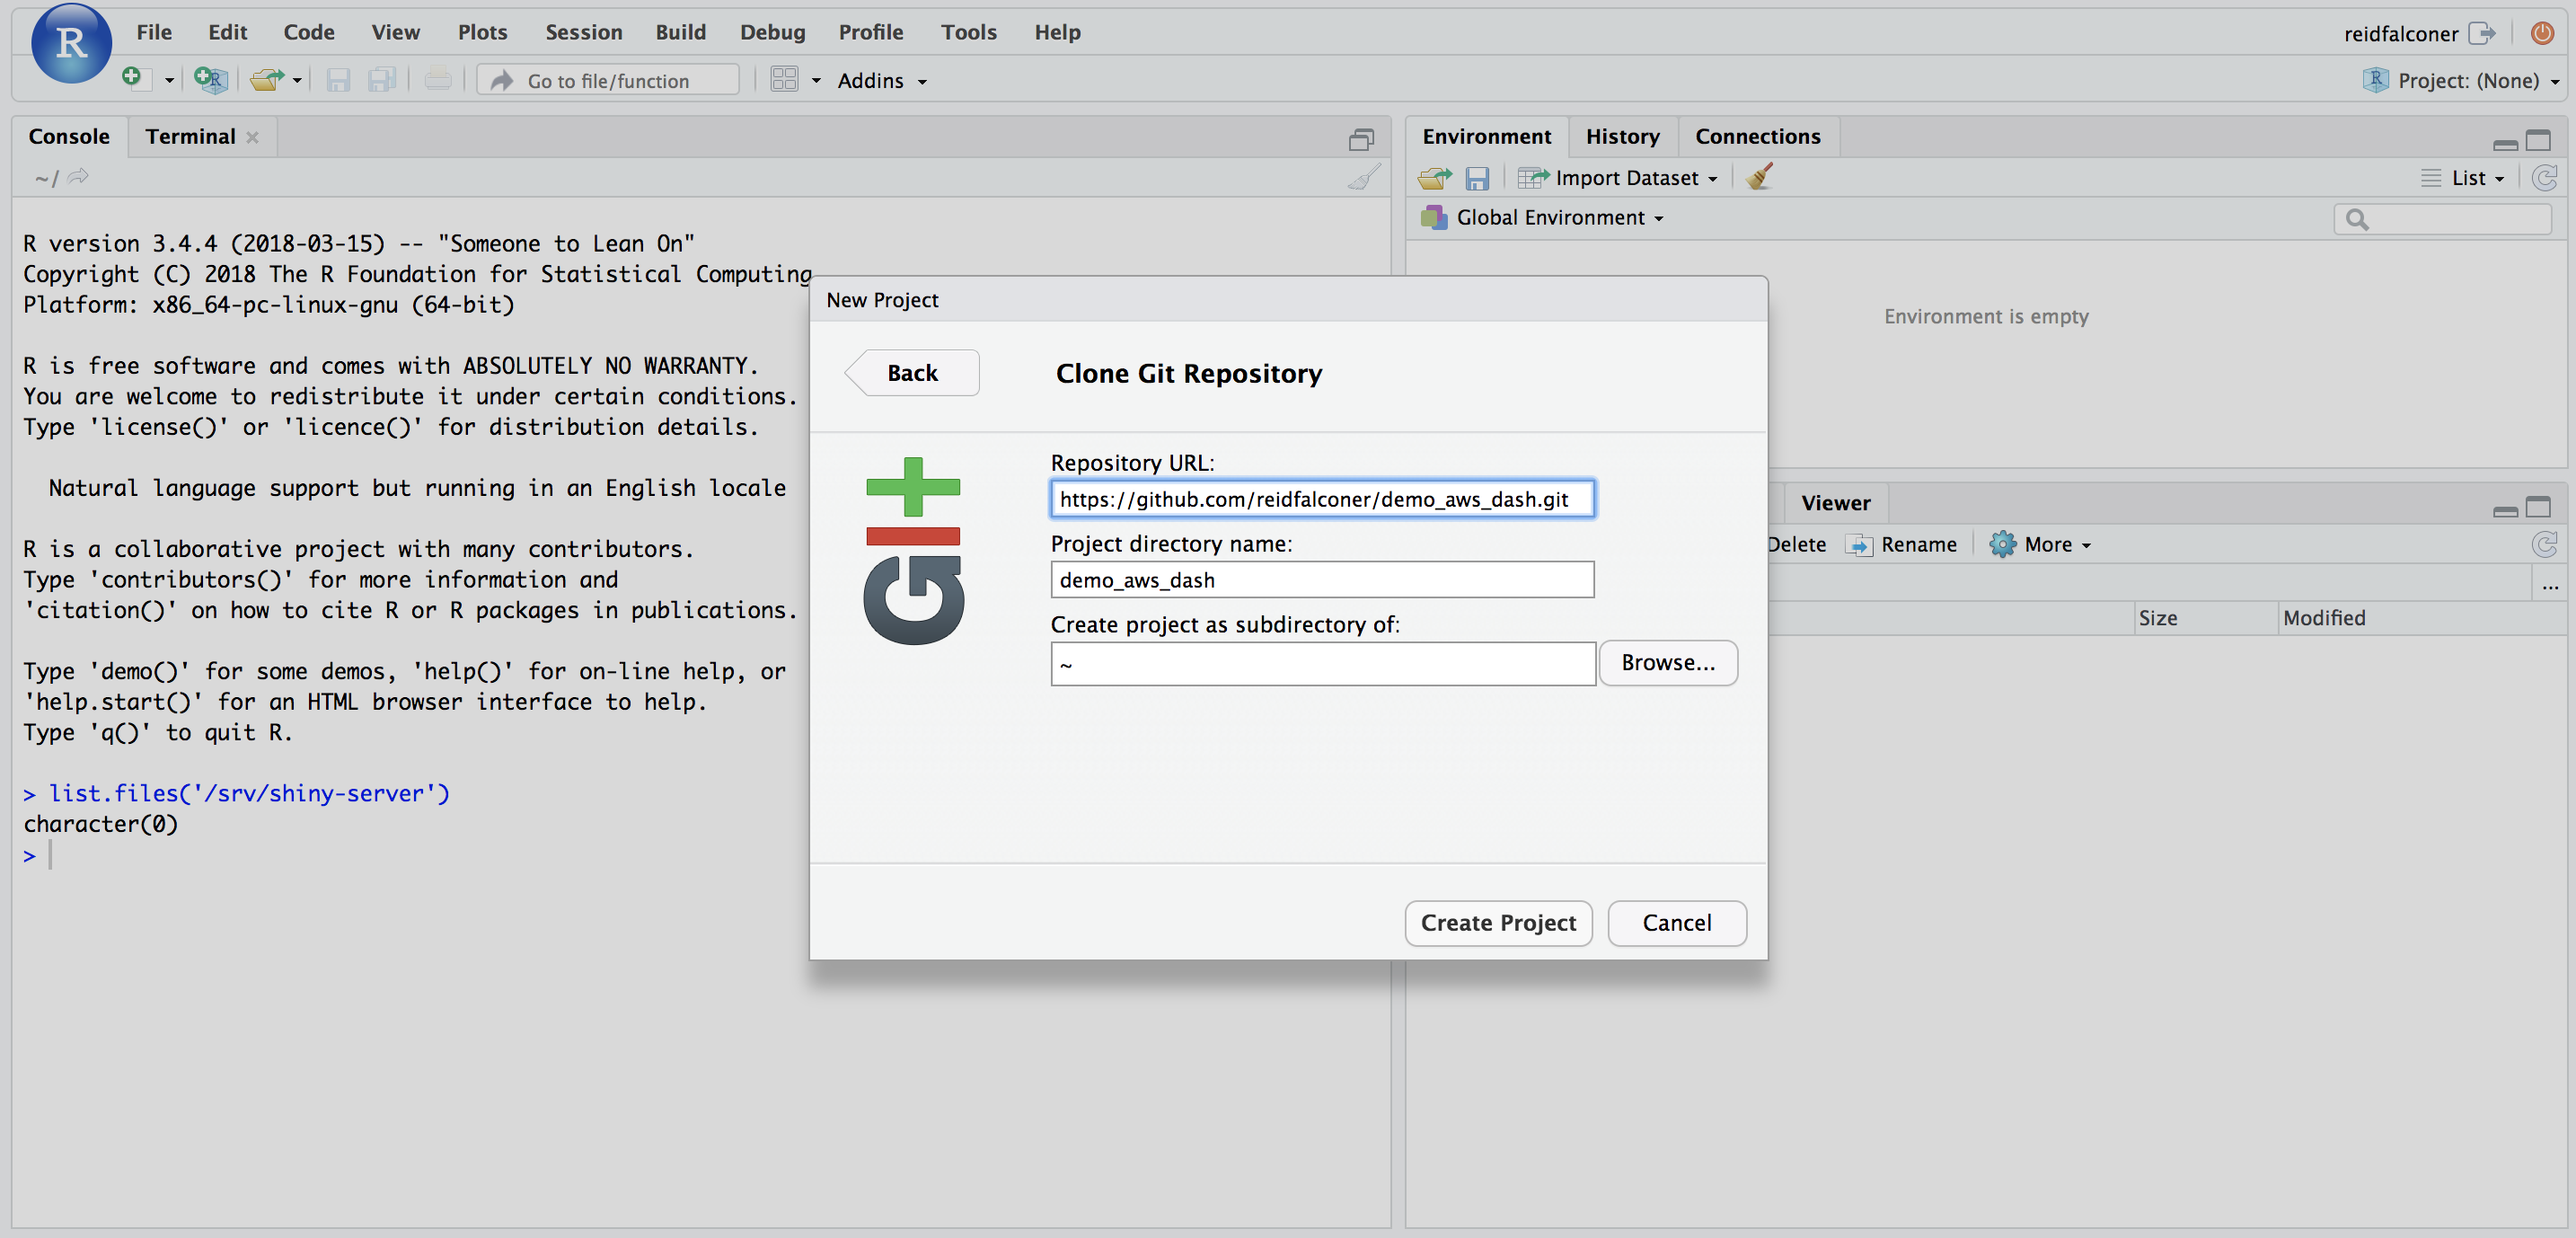 R File Edit Code View Plots Session Build Debug Profile Tools Help reidfalconer
Go to file/function Addins R Project: (None)
Console Terminal
~/
R version 3.4.4 (2018-03-15) -- "Someone to Lean On"
Copyright (C) 2018 The R Foundation for Statistical Computing
Platform: x86_64-pc-linux-gnu (64-bit)
R is free software and comes with ABSOLUTELY NO WARRANTY.
You are welcome to redistribute it under certain conditions.
Type 'license()' or 'licence()' for distribution details.
Natural language support but running in an English locale
R is a collaborative project with many contributors.
Type 'contributors()' for more information and
'citation()' on how to cite R or R packages in publications.
Type 'demo()' for some demos, 'help()' for on-line help, or
'help.start()' for an HTML browser interface to help.
Type 'q()' to quit R.
> list.files('/srv/shiny-server')
character(0)
>
New Project
Back Clone Git Repository
GIT
Repository URL:
https://github.com/reidfalconer/demo_aws_dash.git
Project directory name:
demo_aws_dash
Create project as subdirectory of:
~ Browse...
Create Project Cancel
Environment History Connections
Import Dataset List
Global Environment
Environment is empty
Viewer
Delete Rename More
...
Size Modified